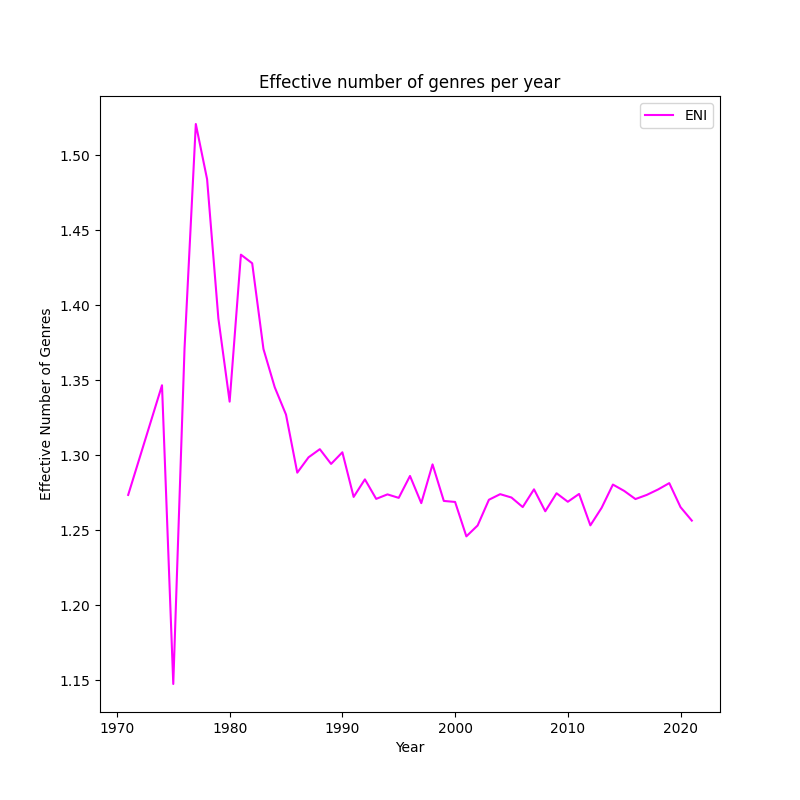 Effective number of genres per year
ENI
1.50
1.45
1.40
1.35
1.30
1.25
1.20
1.15
Effective Number of Genres
1970 1980 1990 2000 2010 2020
Year